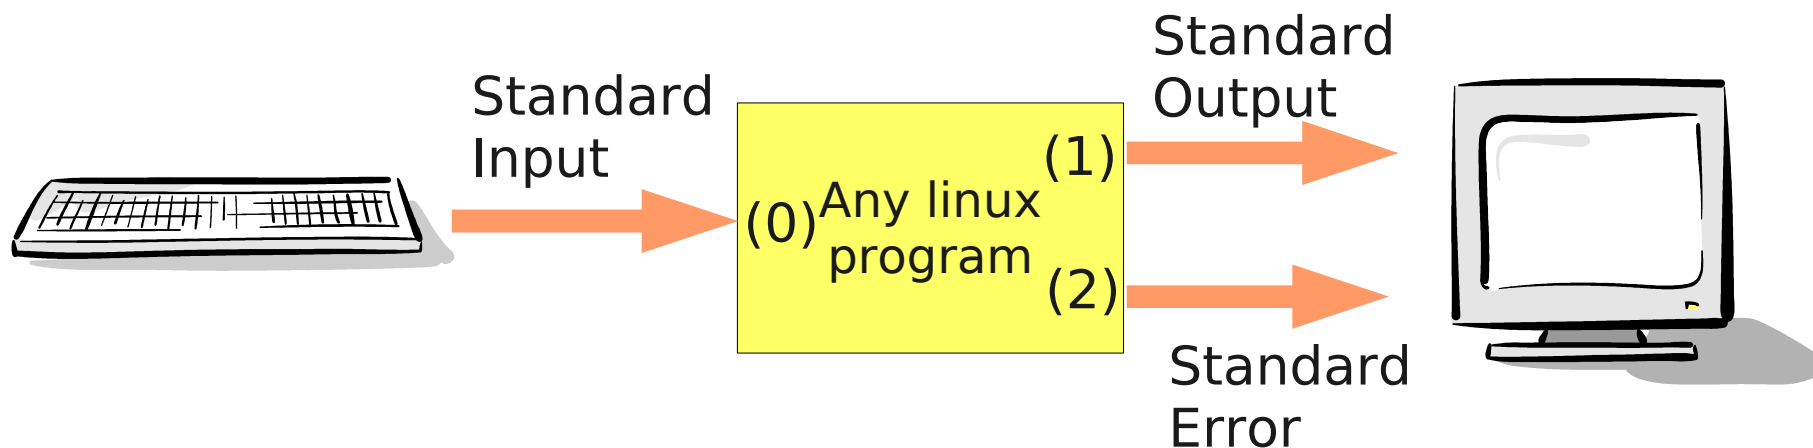 Standard
Input
(0)
Any linux
program
(1)
(2)
Standard
Output
Standard
Error